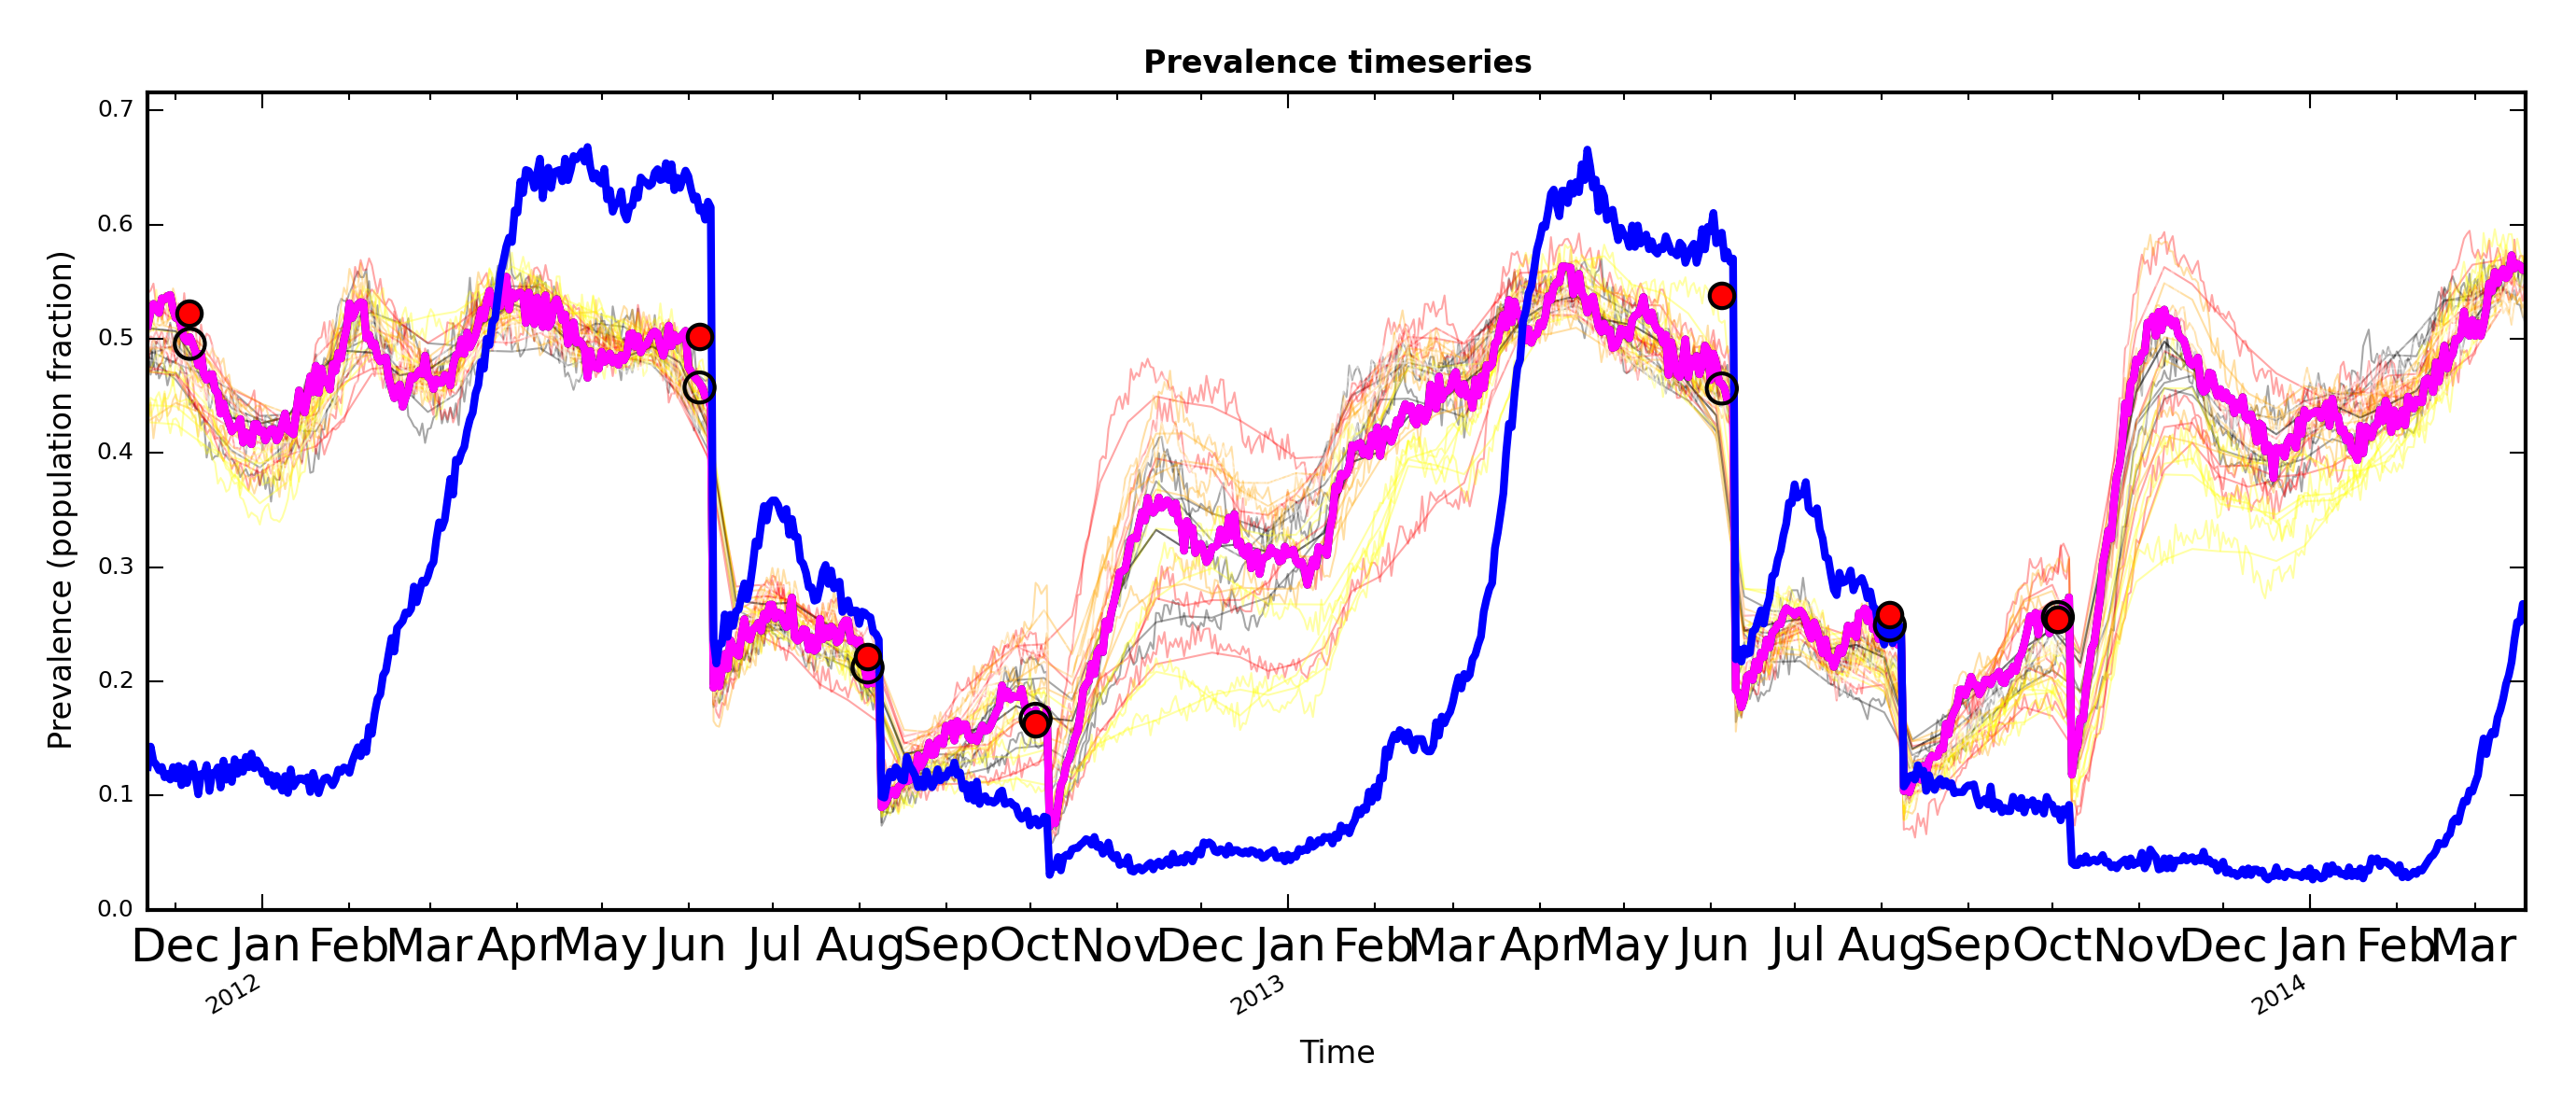 Prevalence timeseries
Prevalence (population fraction)
0.7
0.6
0.5
0.4
0.3
0.2
0.1
0.0
Dec Jan Feb Mar Apr May Jun Jul Aug Sep Oct Nov Dec Jan Feb Mar Apr May Jun Jul Aug Sep Oct Nov Dec Jan Feb Mar
2012 2013 2014
Time